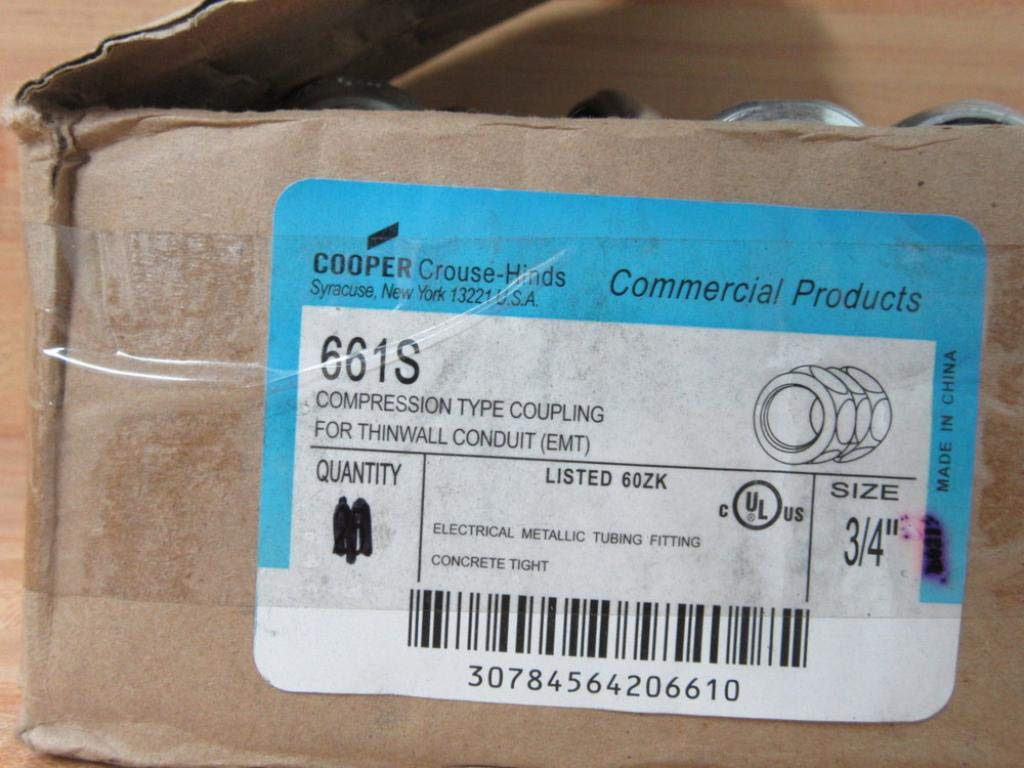 COOPER Crouse-Hinds
Syracuse, New York 13221 U.S.A.
Commercial Products
661S
COMPRESSION TYPE COUPLING
FOR THINWALL CONDUIT (EMT)
MADE IN CHINA
QUANTITY
LISTED 60ZK
ELECTRICAL METALLIC TUBING FITTING
CONCRETE TIGHT
C UL ® US
SIZE
3/4"
30784564206610